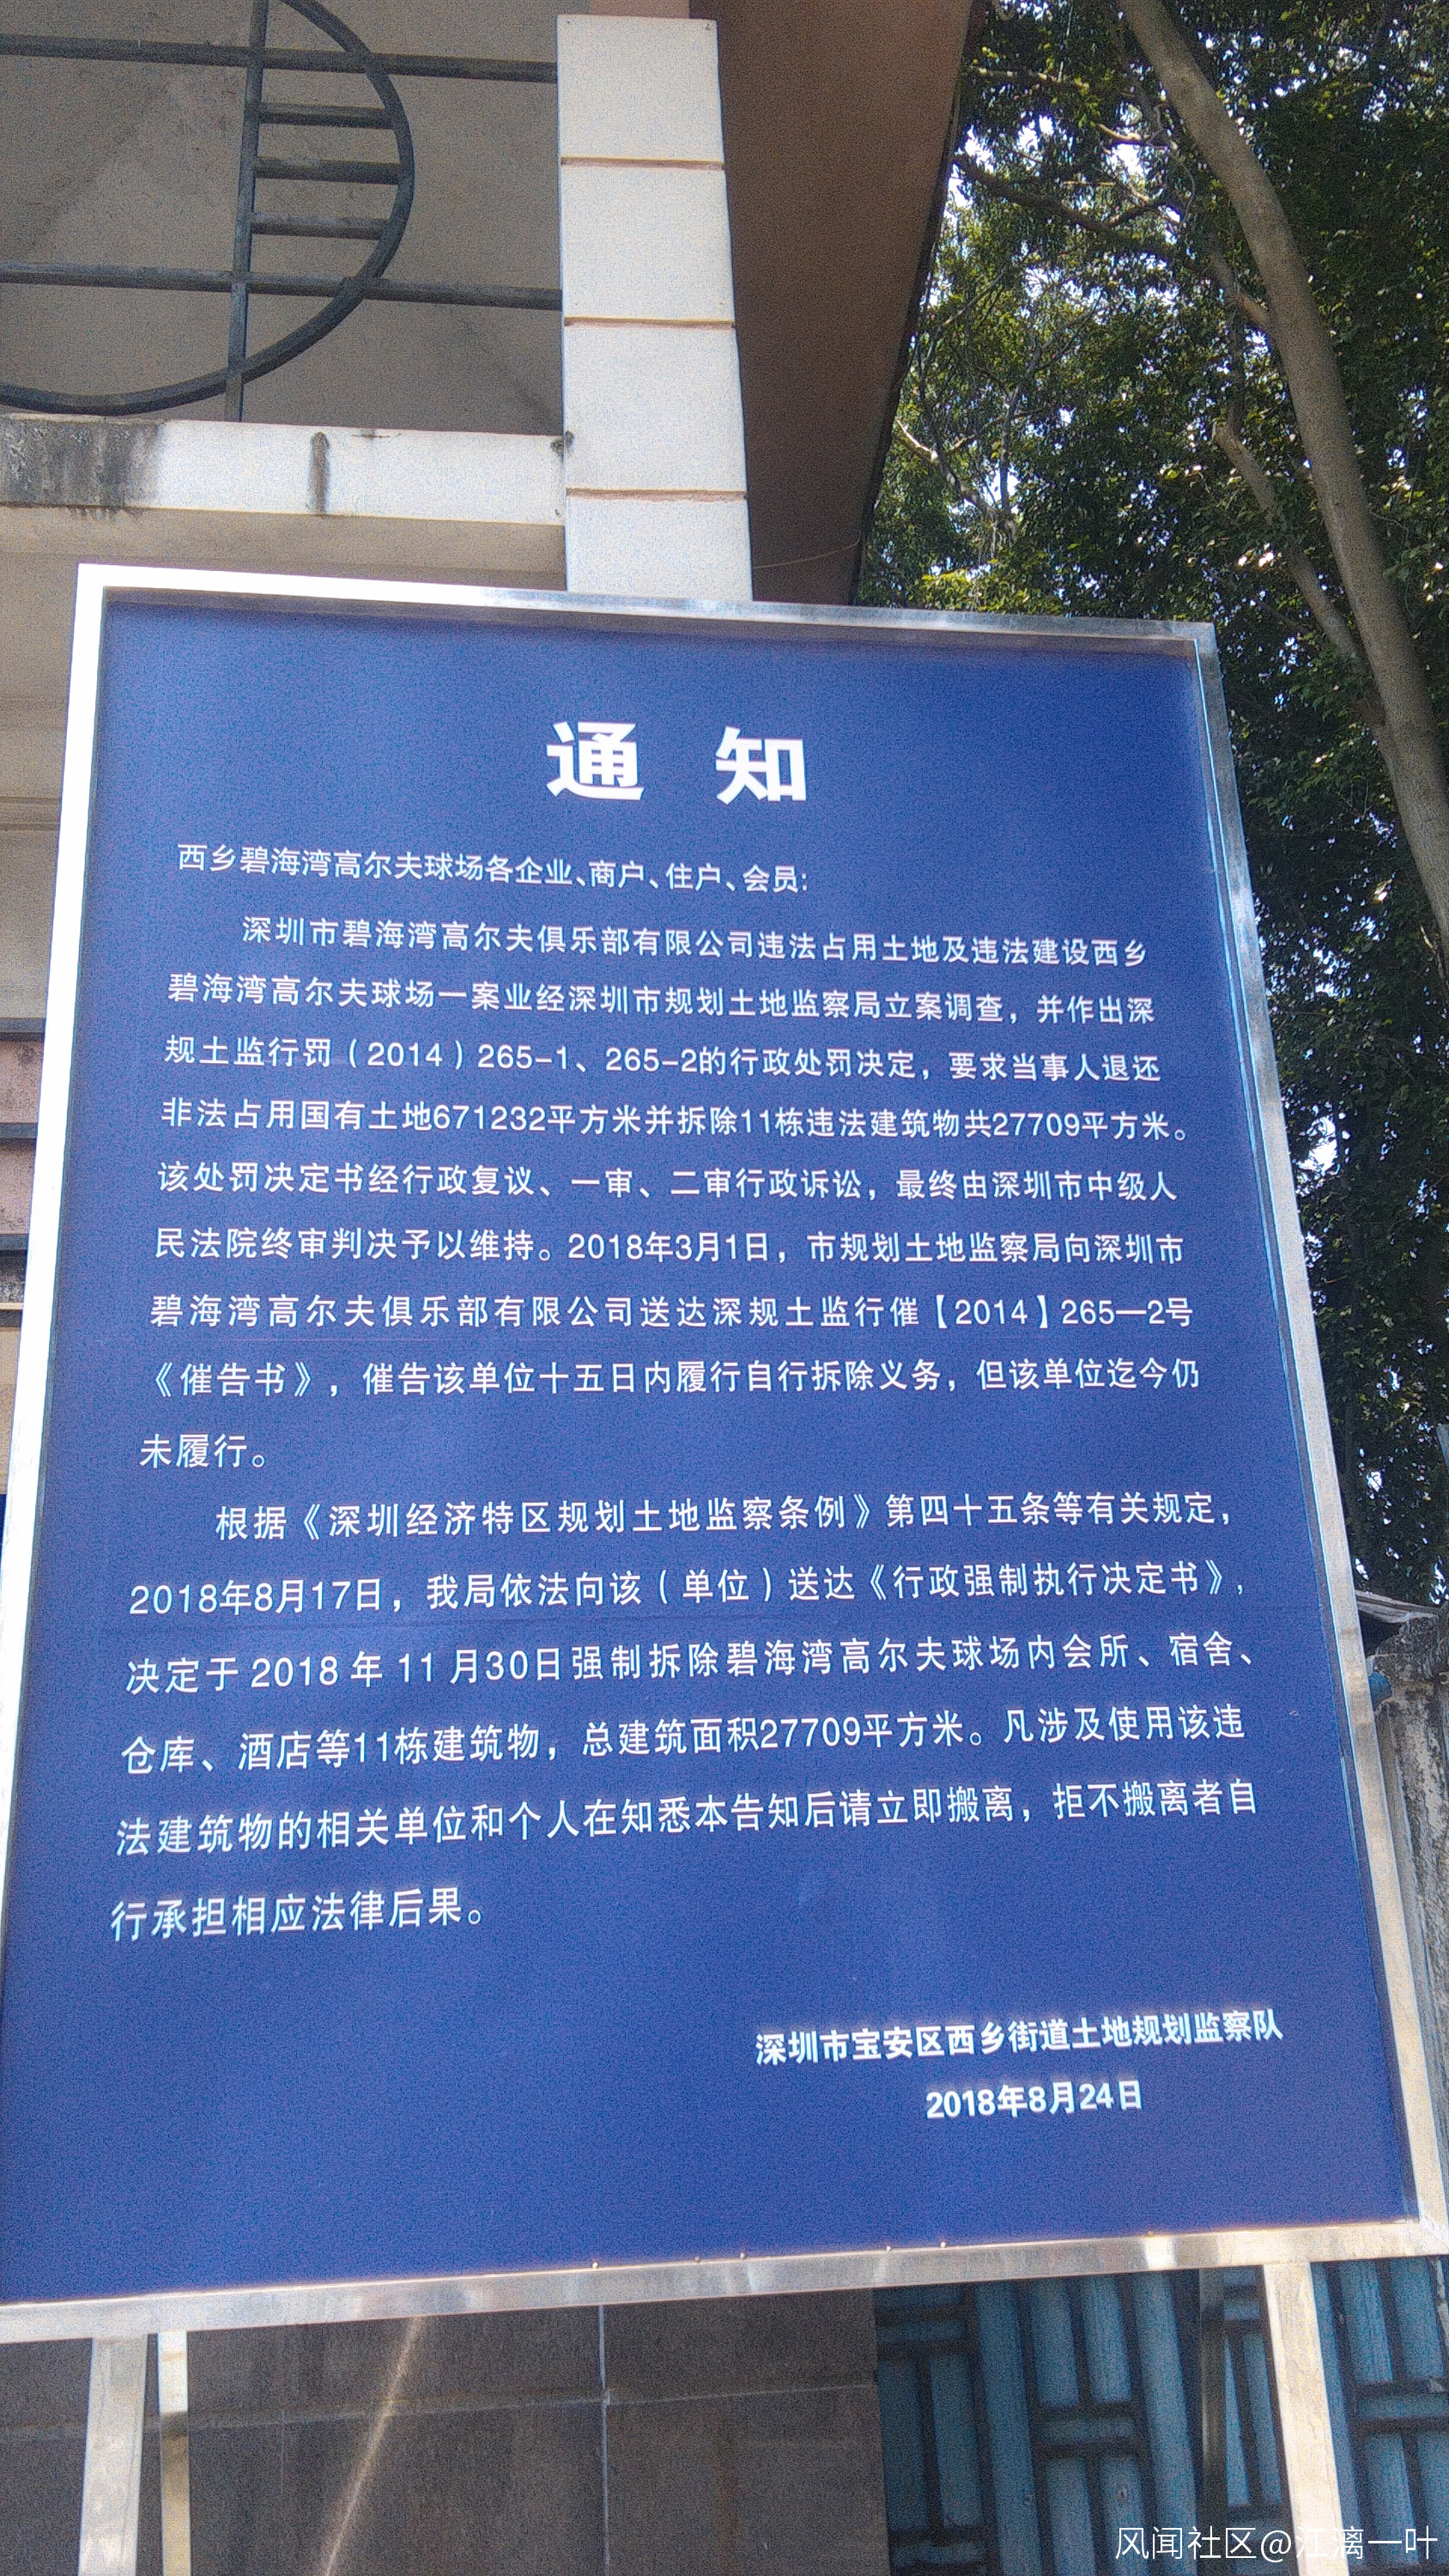 通 知
西乡碧海湾高尔夫球场各企业、商户、住户、会员:
深圳市碧海湾高尔夫俱乐部有限公司违法占用土地及违法建设西乡
碧海湾高尔夫球场一案业经深圳市规划土地监察局立案调查，并作出深
规土监行罚（2014）265-1、265-2的行政处罚决定，要求当事人退还
非法占用国有土地671232平方米并拆除11栋违法建筑物共27709平方米。
该处罚决定书经行政复议、一审、二审行政诉讼，最终由深圳市中级人
民法院终审判决予以维持。2018年3月1日，市规划土地监察局向深圳市
碧海湾高尔夫俱乐部有限公司送达深规土监行催【2014】265—2号
《催告书》，催告该单位十五日内履行自行拆除义务，但该单位迄今仍
未履行。
根据《深圳经济特区规划土地监察条例》第四十五条等有关规定，
2018年8月17日，我局依法向该（单位）送达《行政强制执行决定书》，
决定于2018年11月30日强制拆除碧海湾高尔夫球场内会所、宿舍、
仓库、酒店等11栋建筑物，总建筑面积27709平方米。凡涉及使用该违
法建筑物的相关单位和个人在知悉本告知后请立即搬离，拒不搬离者自
行承担相应法律后果。
深圳市宝安区西乡街道土地规划监察队
2018年8月24日
风闻社区@江漓一叶